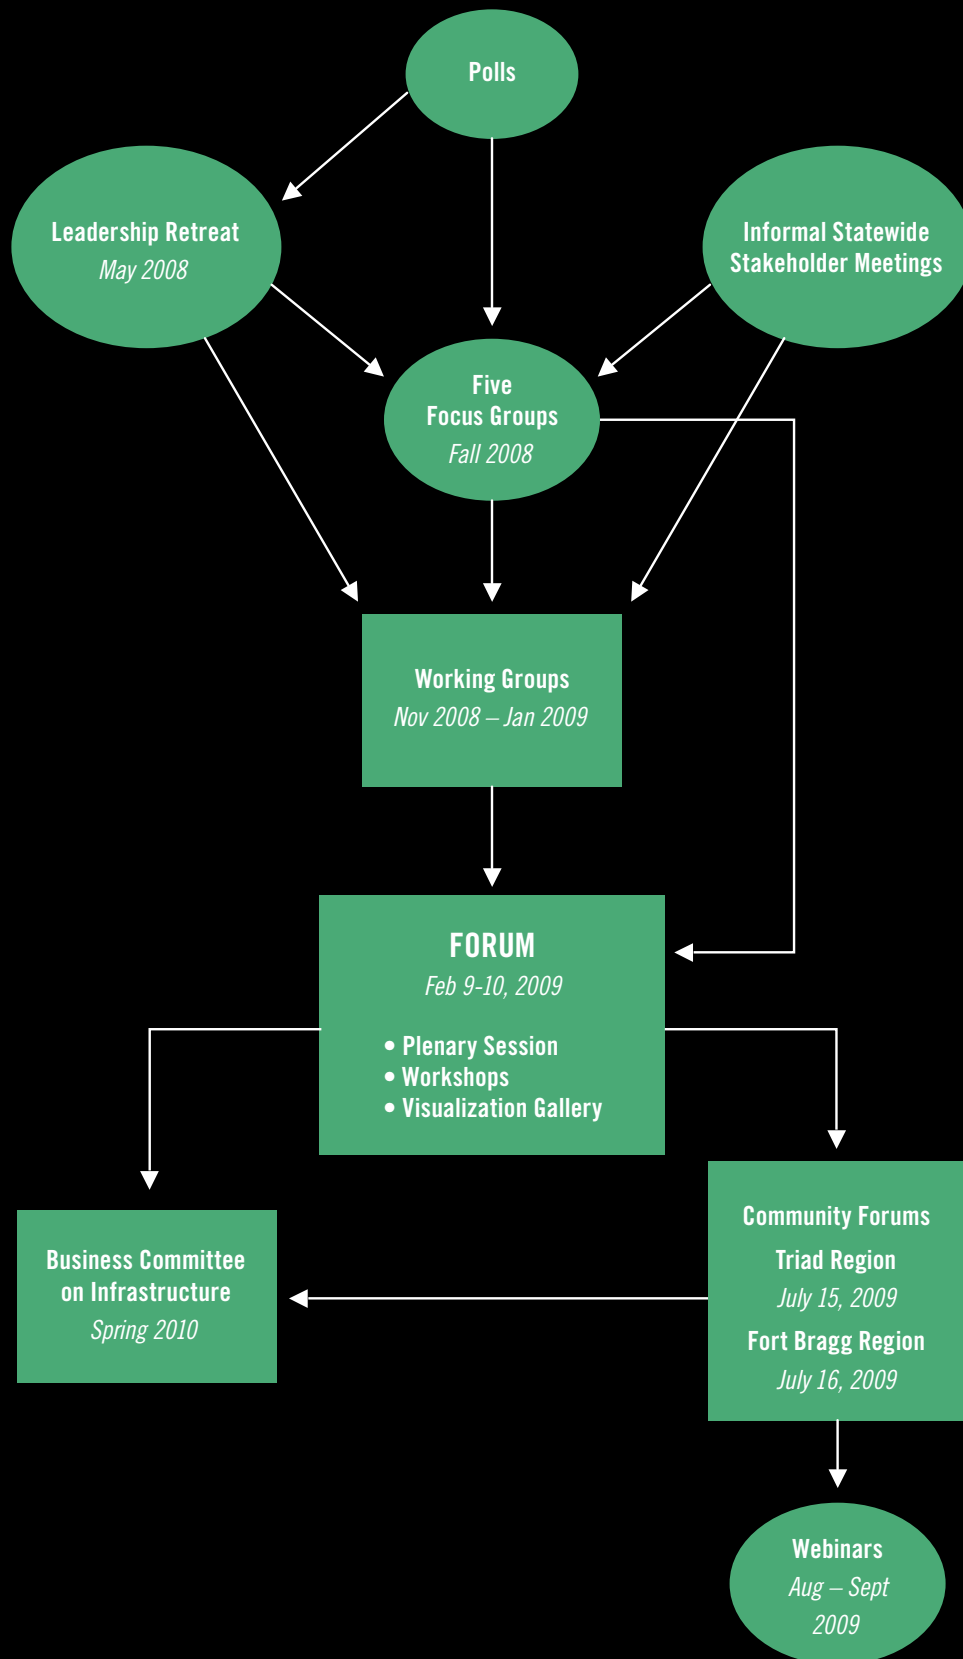 Polls
Leadership Retreat
May 2008
Informal Statewide
Stakeholder Meetings
Five
Focus Groups
Fall 2008
Working Groups
Nov 2008 – Jan 2009
FORUM
Feb 9-10, 2009
• Plenary Session
• Workshops
• Visualization Gallery
Business Committee
on Infrastructure
Spring 2010
Community Forums
Triad Region
July 15, 2009
Fort Bragg Region
July 16, 2009
Webinars
Aug – Sept
2009